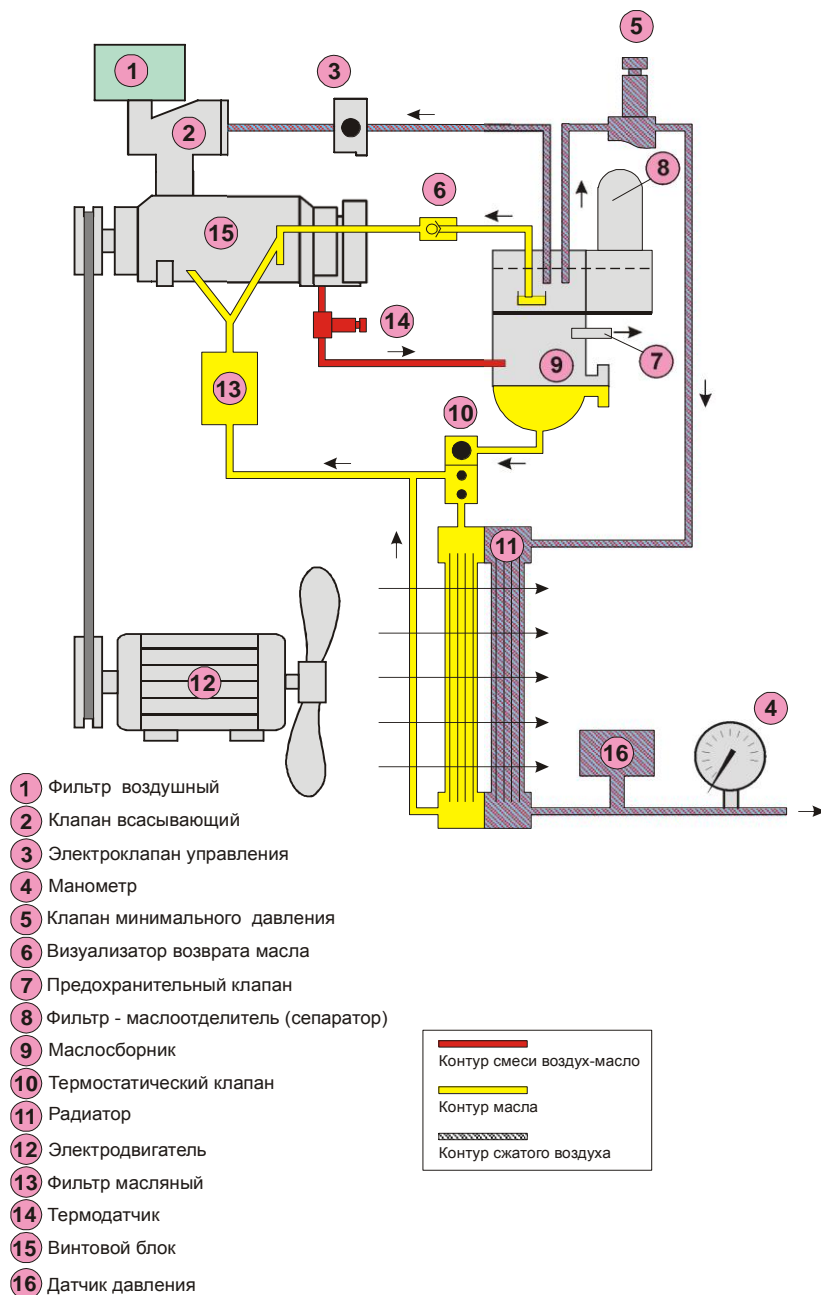 5
1
3
2
8
6
15
14
7
9
13
10
11
12
4
16
1 Фильтр воздушный
2 Клапан всасывающий
3 Электроклапан управления
4 Манометр
5 Клапан минимального давления
6 Визуализатор возврата масла
7 Предохранительный клапан
8 Фильтр - маслоотделитель (сепаратор)
9 Маслосборник
10 Термостатический клапан
11 Радиатор
12 Электродвигатель
13 Фильтр масляный
14 Термодатчик
15 Винтовой блок
16 Датчик давления
Контур смеси воздух-масло
Контур масла
Контур сжатого воздуха